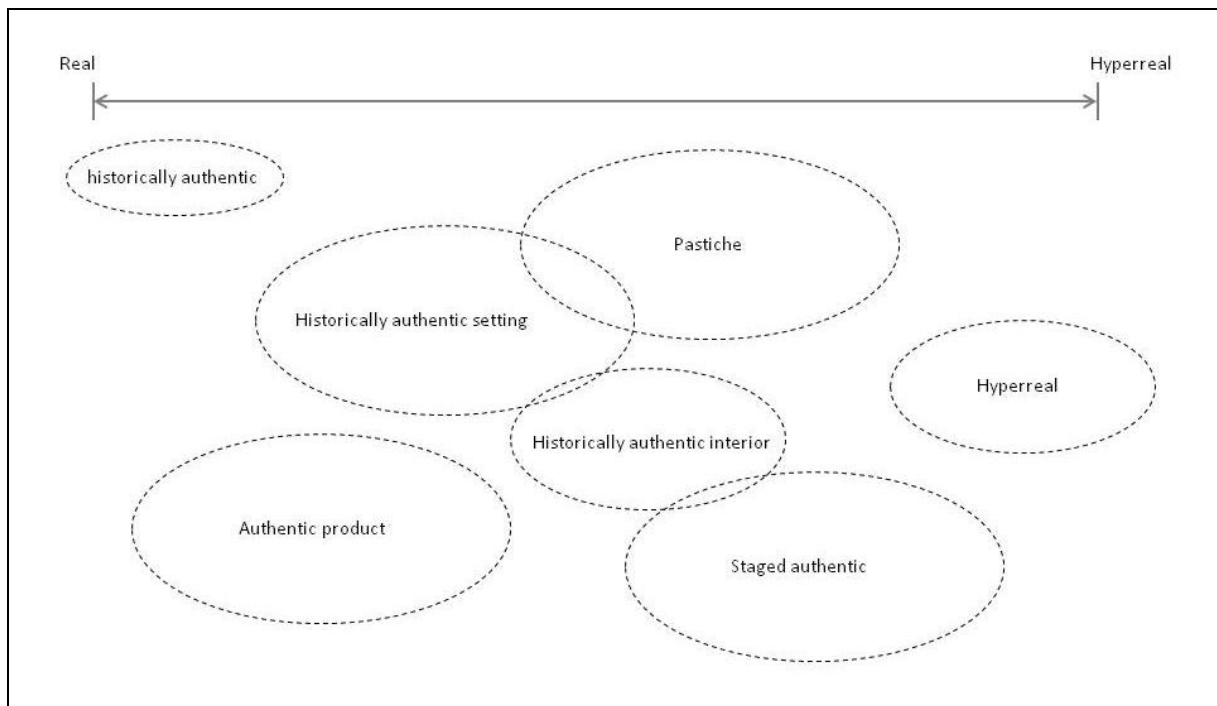 Real
Hyperreal
historically authentic
Pastiche
Historically authentic setting
Hyperreal
Historically authentic interior
Authentic product
Staged authentic